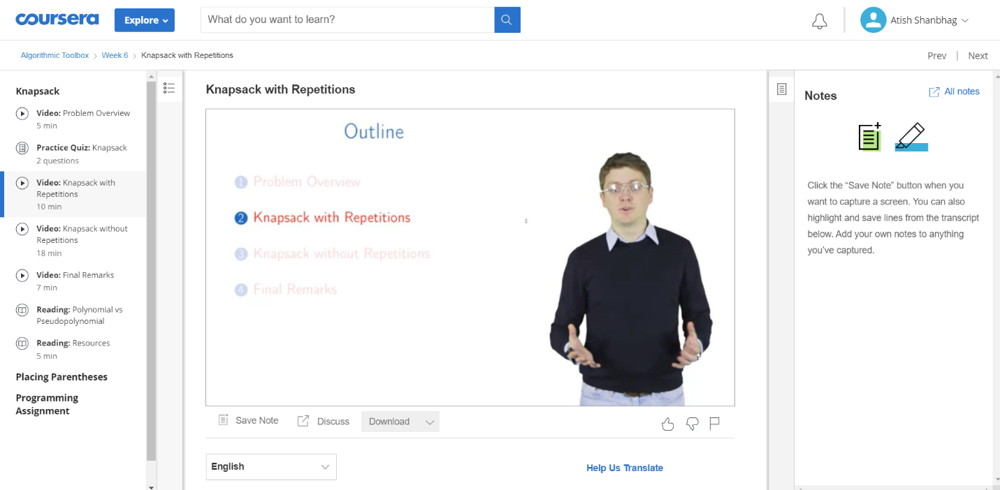 coursera
Explore
What do you want to learn?
Atish Shanbhag
Algorithmic Toolbox > Week 6 > Knapsack with Repetitions
Prev | Next
Knapsack
Video: Problem Overview
5 min
Practice Quiz: Knapsack
2 questions
Video: Knapsack with
Repetitions
10 min
Video: Knapsack without
Repetitions
18 min
Video: Final Remarks
7 min
Reading: Polynomial vs
Pseudopolynomial
Reading: Resources
5 min
Placing Parentheses
Programming
Assignment
Knapsack with Repetitions
Outline
1 Problem Overview
2 Knapsack with Repetitions
3 Knapsack without Repetitions
4 Final Remarks
Save Note
Discuss
Download
English
Help Us Translate
Notes
All notes
Click the “Save Note” button when you
want to capture a screen. You can also
highlight and save lines from the transcript
below. Add your own notes to anything
you’ve captured.